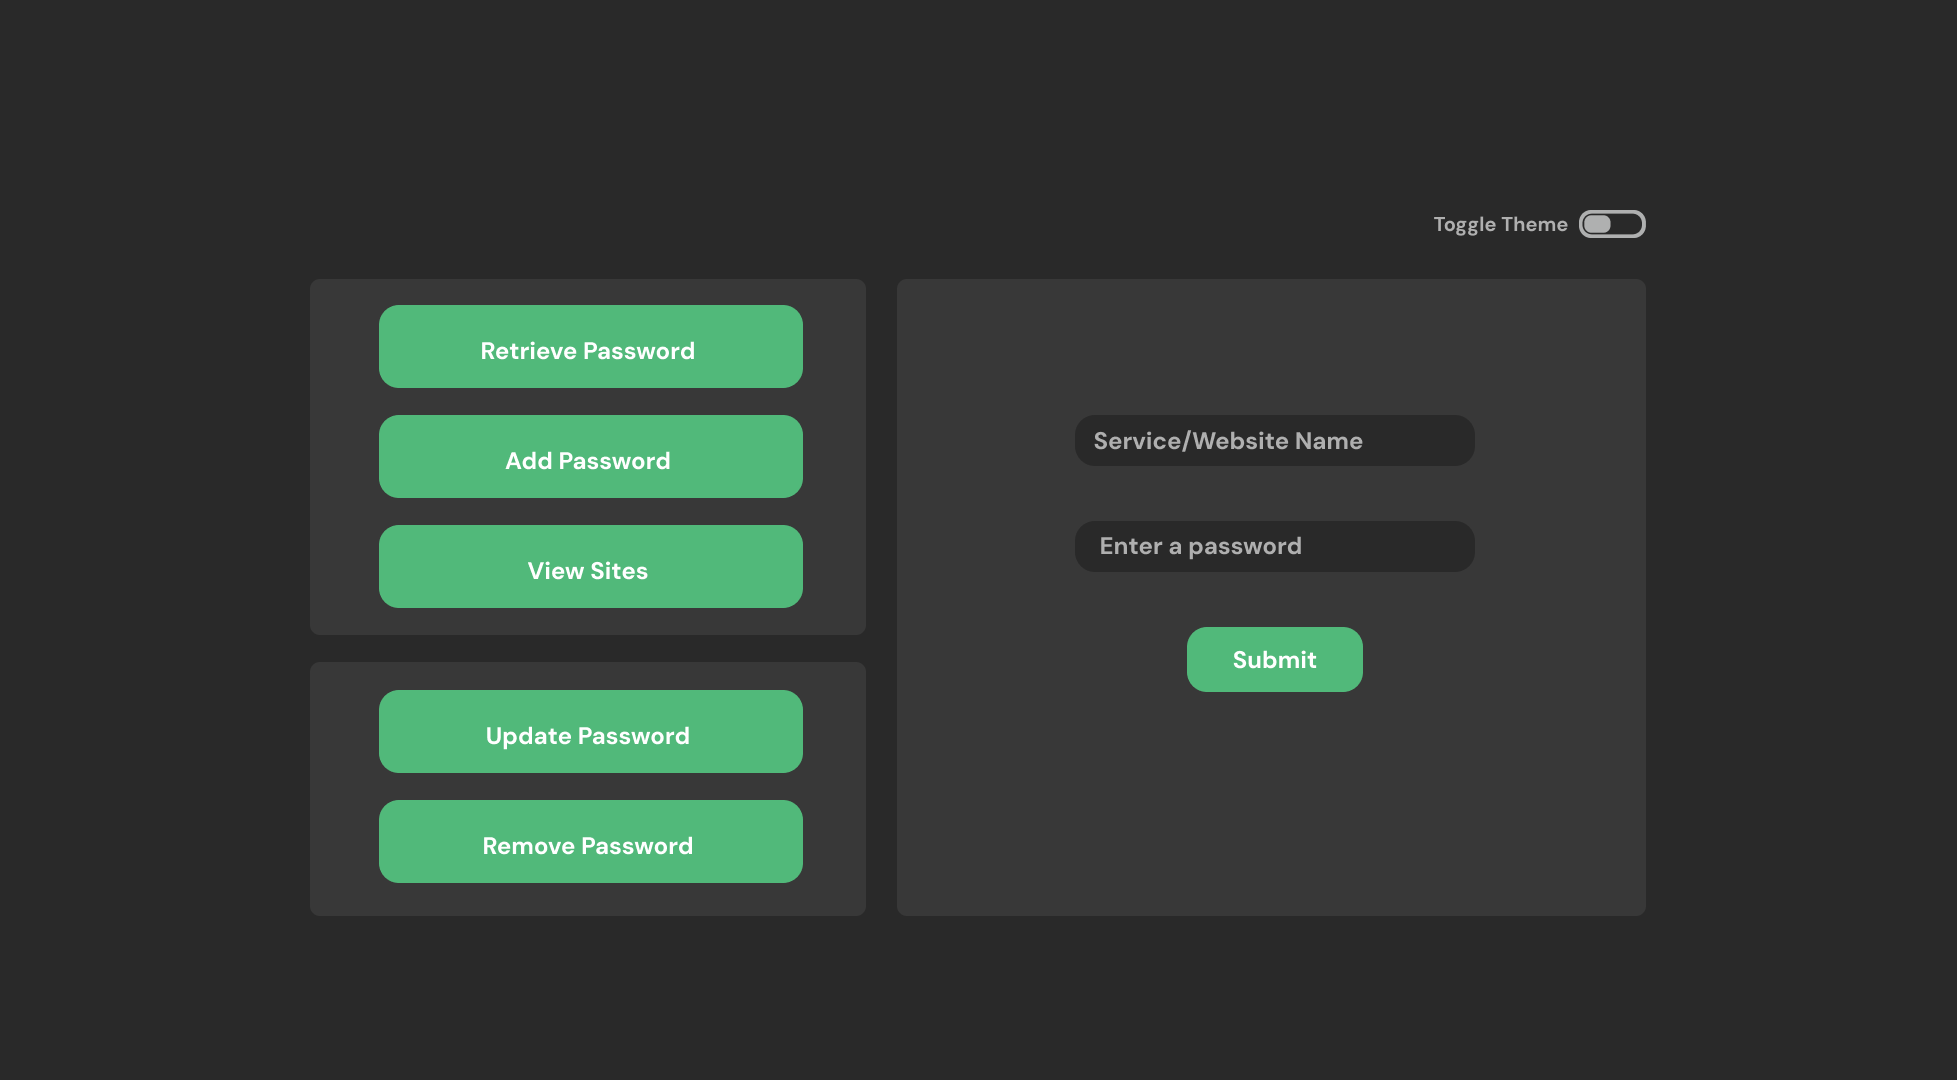 Toggle Theme
Retrieve Password
Add Password
View Sites
Update Password
Remove Password
Service/Website Name
Enter a password
Submit